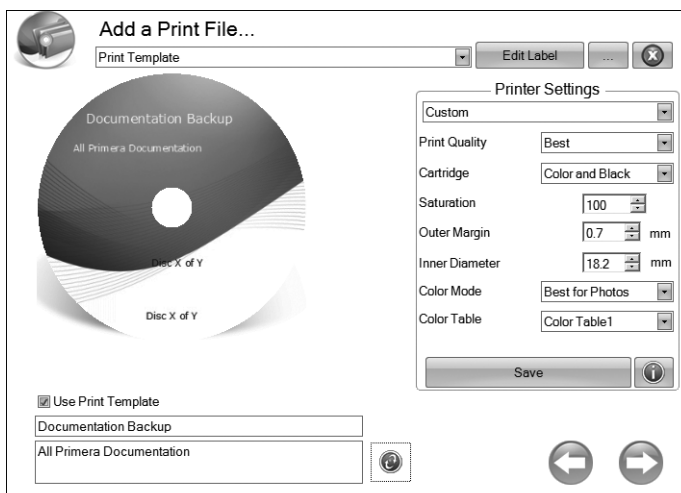 Add a Print File...
Print Template
Edit Label
...
Documentation Backup
All Primera Documentation
Disc X of Y
Disc X of Y
Printer Settings
Custom
Print Quality Best
Cartridge Color and Black
Saturation 100
Outer Margin 0.7 mm
Inner Diameter 18.2 mm
Color Mode Best for Photos
Color Table Color Table1
Save
Use Print Template
Documentation Backup
All Primera Documentation